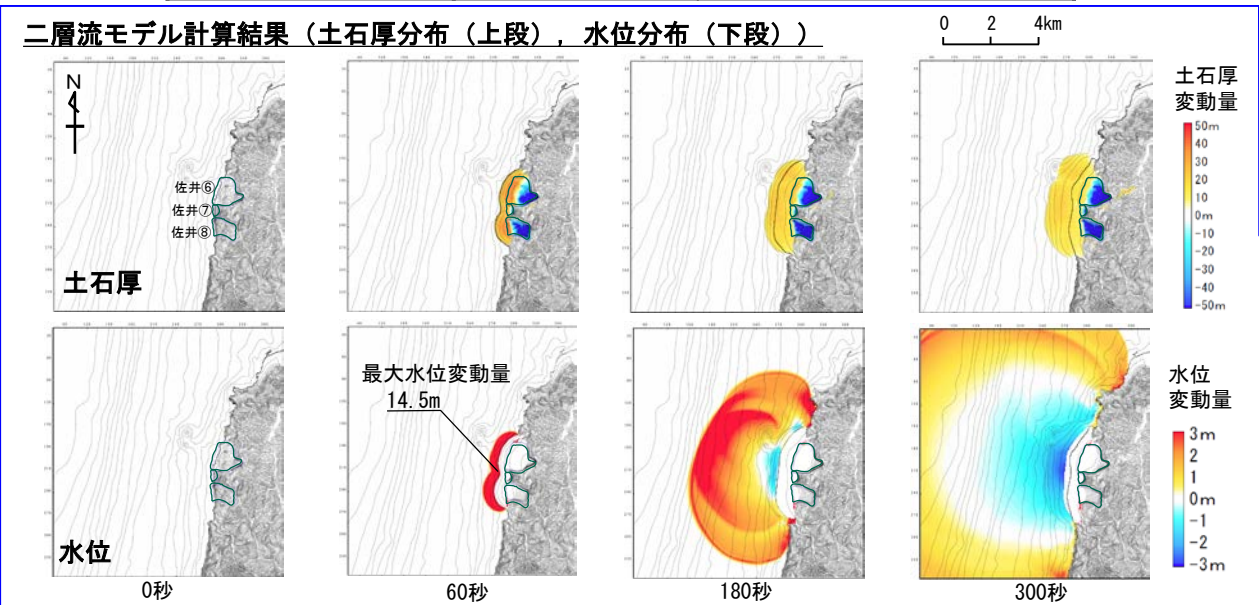 二層流モデル計算結果（土石厚分布（上段），水位分布（下段））
0 2 4km
N
佐井⑥
佐井⑦
佐井⑧
土石厚
土石厚
変動量
50m
40
30
20
10
0m
-10
-20
-30
-40
-50m
最大水位変動量
14.5m
水位
水位
変動量
3m
2
1
0m
-1
-2
-3m
0秒 60秒 180秒 300秒